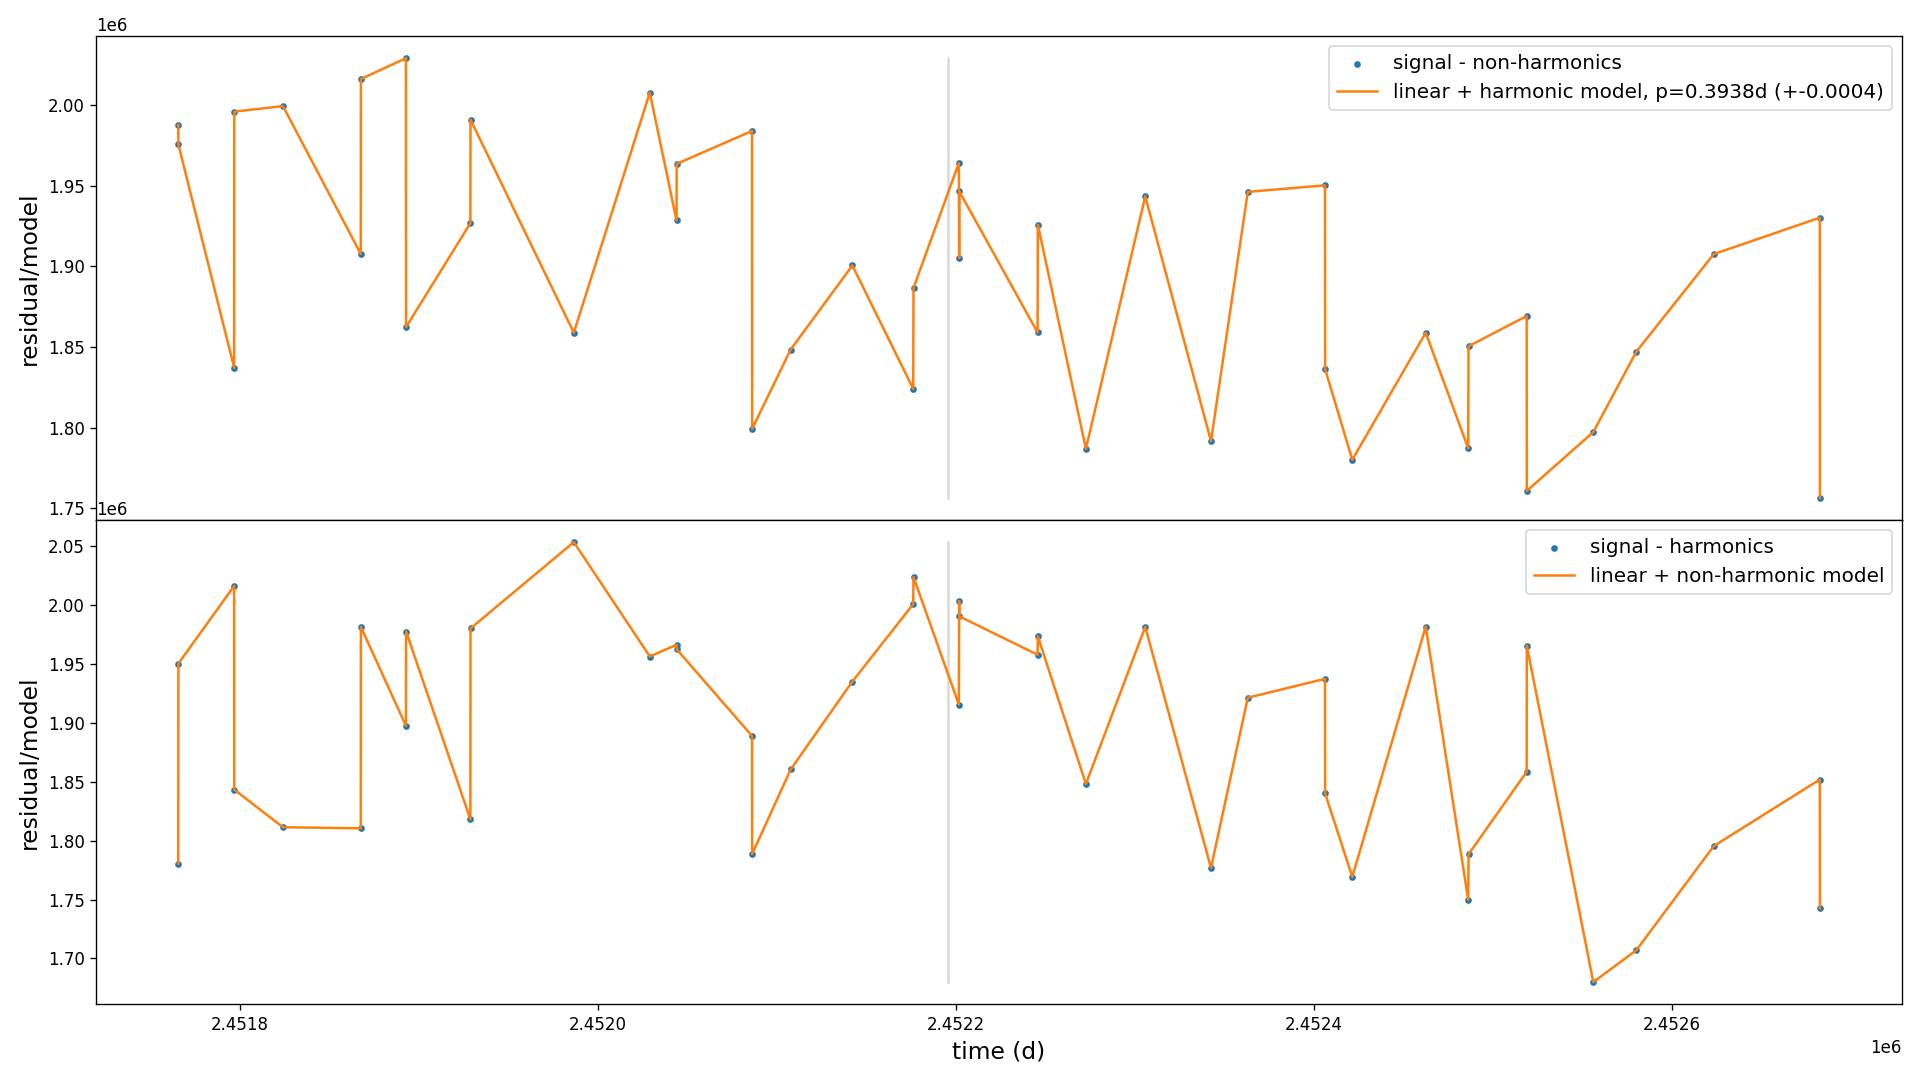 1e6
signal - non-harmonics
linear + harmonic model, p=0.3938d (+-0.0004)
2.00
1.95
1.90
1.85
1.80
1.75
residual/model
1e6
signal - harmonics
linear + non-harmonic model
2.05
2.00
1.95
1.90
1.85
1.80
1.75
1.70
residual/model
2.4518 2.4520 2.4522 2.4524 2.4526
time (d)
1e6